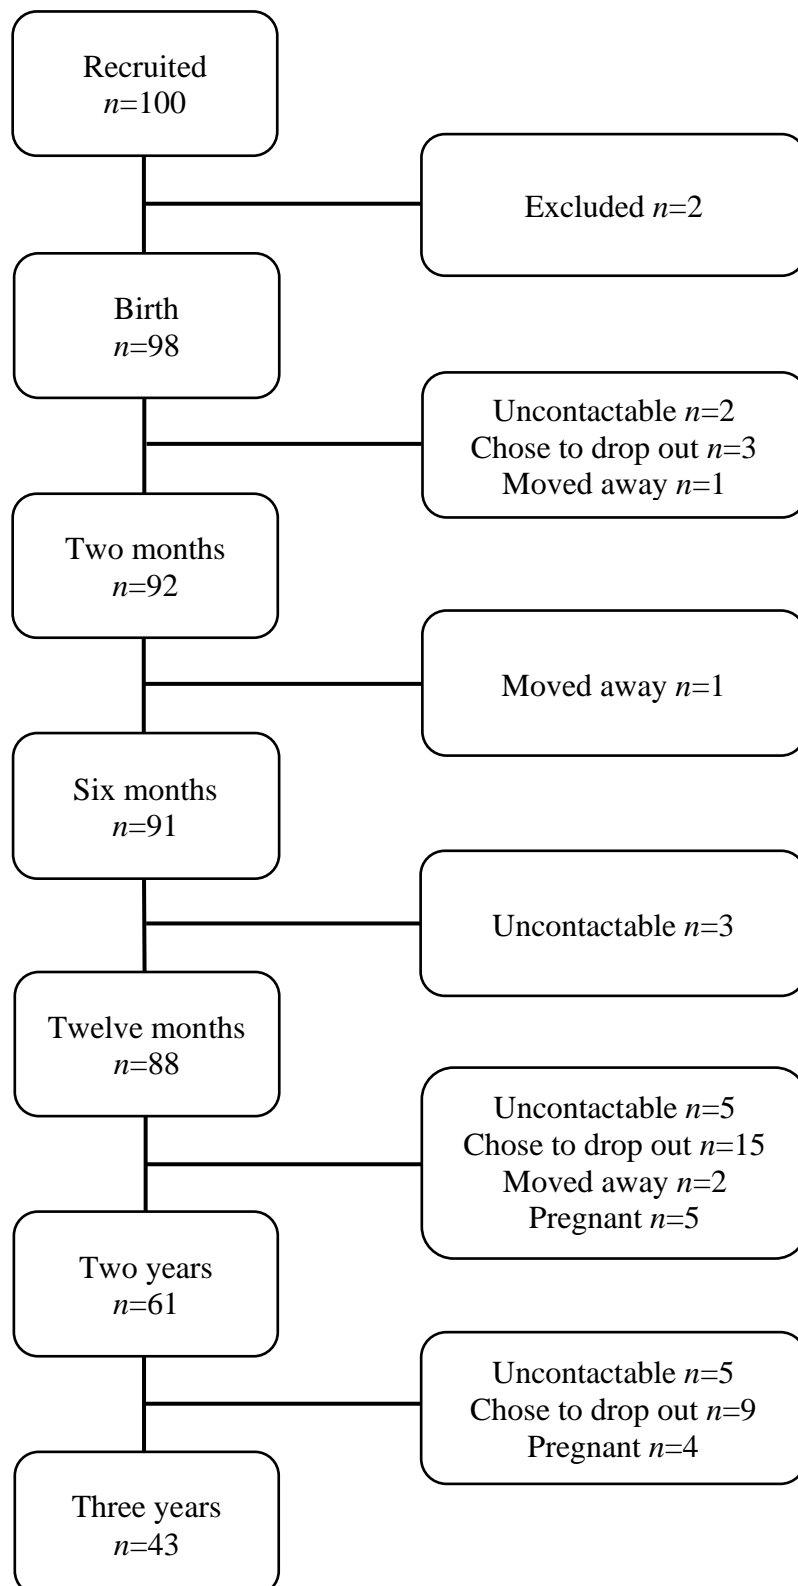 Recruited
n=100
Excluded n=2
Birth
n=98
Uncontactable n=2
Chose to drop out n=3
Moved away n=1
Two months
n=92
Moved away n=1
Six months
n=91
Uncontactable n=3
Twelve months
n=88
Uncontactable n=5
Chose to drop out n=15
Moved away n=2
Pregnant n=5
Two years
n=61
Uncontactable n=5
Chose to drop out n=9
Pregnant n=4
Three years
n=43